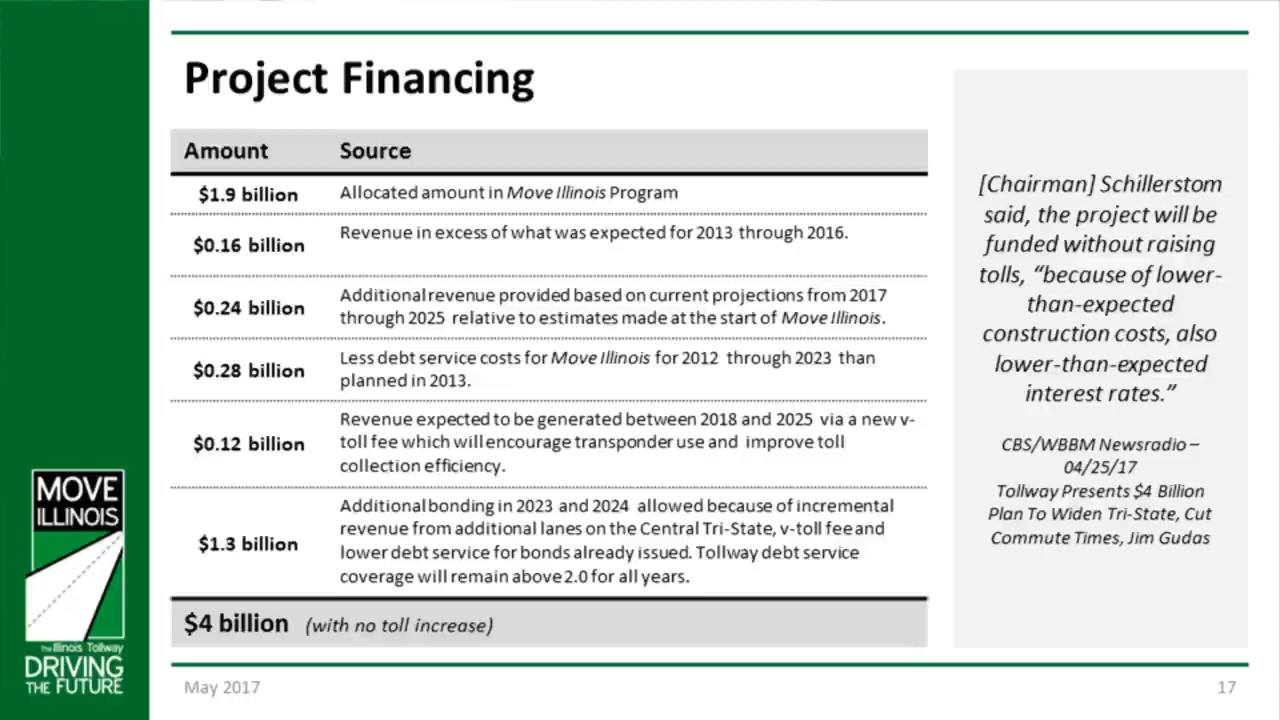 Project Financing
Amount Source
$1.9 billion Allocated amount in Move Illinois Program
$0.16 billion Revenue in excess of what was expected for 2013 through 2016.
$0.24 billion Additional revenue provided based on current projections from 2017
through 2025 relative to estimates made at the start of Move Illinois.
$0.28 billion Less debt service costs for Move Illinois for 2012 through 2023 than
planned in 2013.
$0.12 billion Revenue expected to be generated between 2018 and 2025 via a new v-
toll fee which will encourage transponder use and improve toll
collection efficiency.
$1.3 billion Additional bonding in 2023 and 2024 allowed because of incremental
revenue from additional lanes on the Central Tri-State, v-toll fee and
lower debt service for bonds already issued. Tollway debt service
coverage will remain above 2.0 for all years.
$4 billion (with no toll increase)
[Chairman] Schillerstom
said, the project will be
funded without raising
tolls, “because of lower-
than-expected
construction costs, also
lower-than-expected
interest rates.”
CBS/WBBM Newsradio –
04/25/17
Tollway Presents $4 Billion
Plan To Widen Tri-State, Cut
Commute Times, Jim Gudas
MOVE
ILLINOIS
The Illinois Tollway
DRIVING
THE FUTURE
May 2017
17